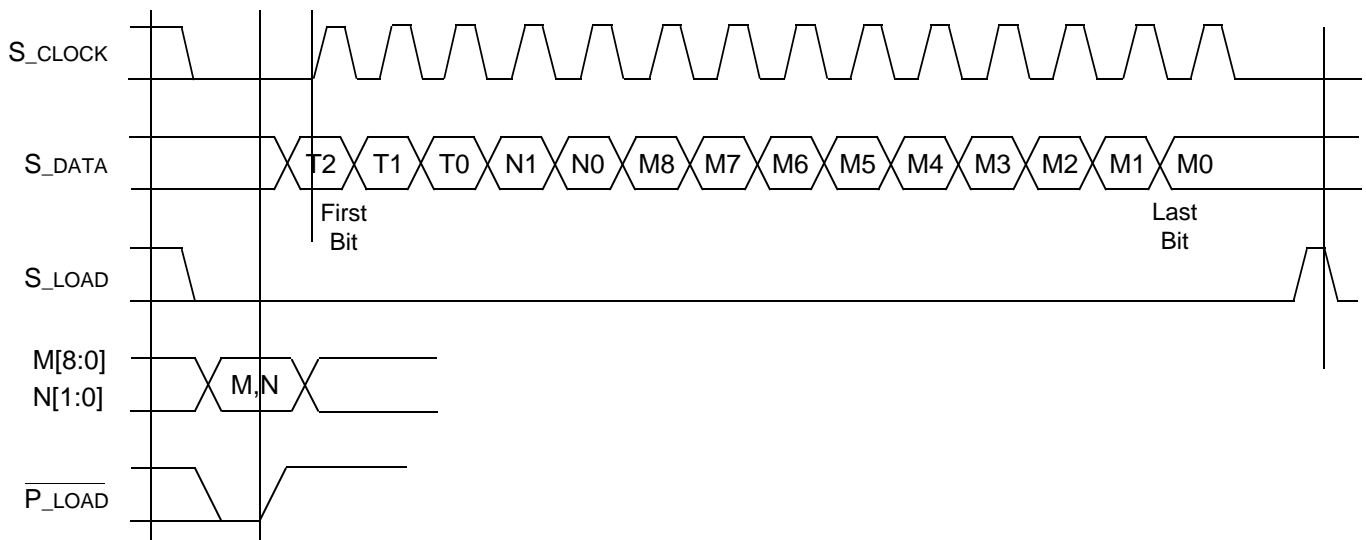 S_CLOCK
S_DATA
T2 T1 T0 N1 N0 M8 M7 M6 M5 M4 M3 M2 M1 M0
First
Bit
Last
Bit
S_LOAD
M[8:0]
N[1:0]
M,N
P_LOAD